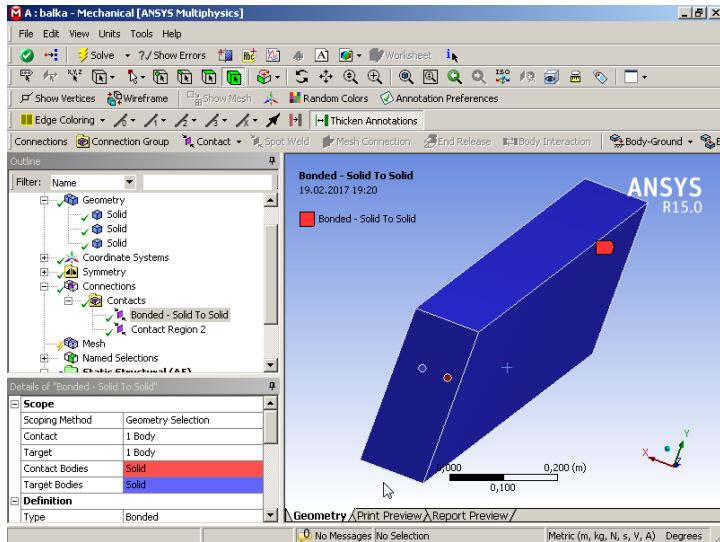 A : balka - Mechanical [ANSYS Multiphysics]
File Edit View Units Tools Help
Solve ?/ Show Errors Worksheet
Show Vertices Wireframe Show Mesh Random Colors Annotation Preferences
Edge Coloring Thicken Annotations
Connections Connection Group Contact Spot Weld Mesh Connection End Release Body Interaction Body-Ground
Outline
Filter: Name
Geometry
Solid
Solid
Solid
Coordinate Systems
Symmetry
Connections
Contacts
Bonded - Solid To Solid
Contact Region 2
Mesh
Named Selections
Static Structural (A5)
Details of "Bonded - Solid To Solid"
Scope
Scoping Method Geometry Selection
Contact 1 Body
Target 1 Body
Contact Bodies Solid
Target Bodies Solid
Definition
Type Bonded
Bonded - Solid To Solid
19.02.2017 19:20
Bonded - Solid To Solid
ANSYS
R15.0
0,000 0,200 (m)
0,100
X Y Z
Geometry Print Preview Report Preview
No Messages No Selection Metric (m, kg, N, s, V, A) Degrees